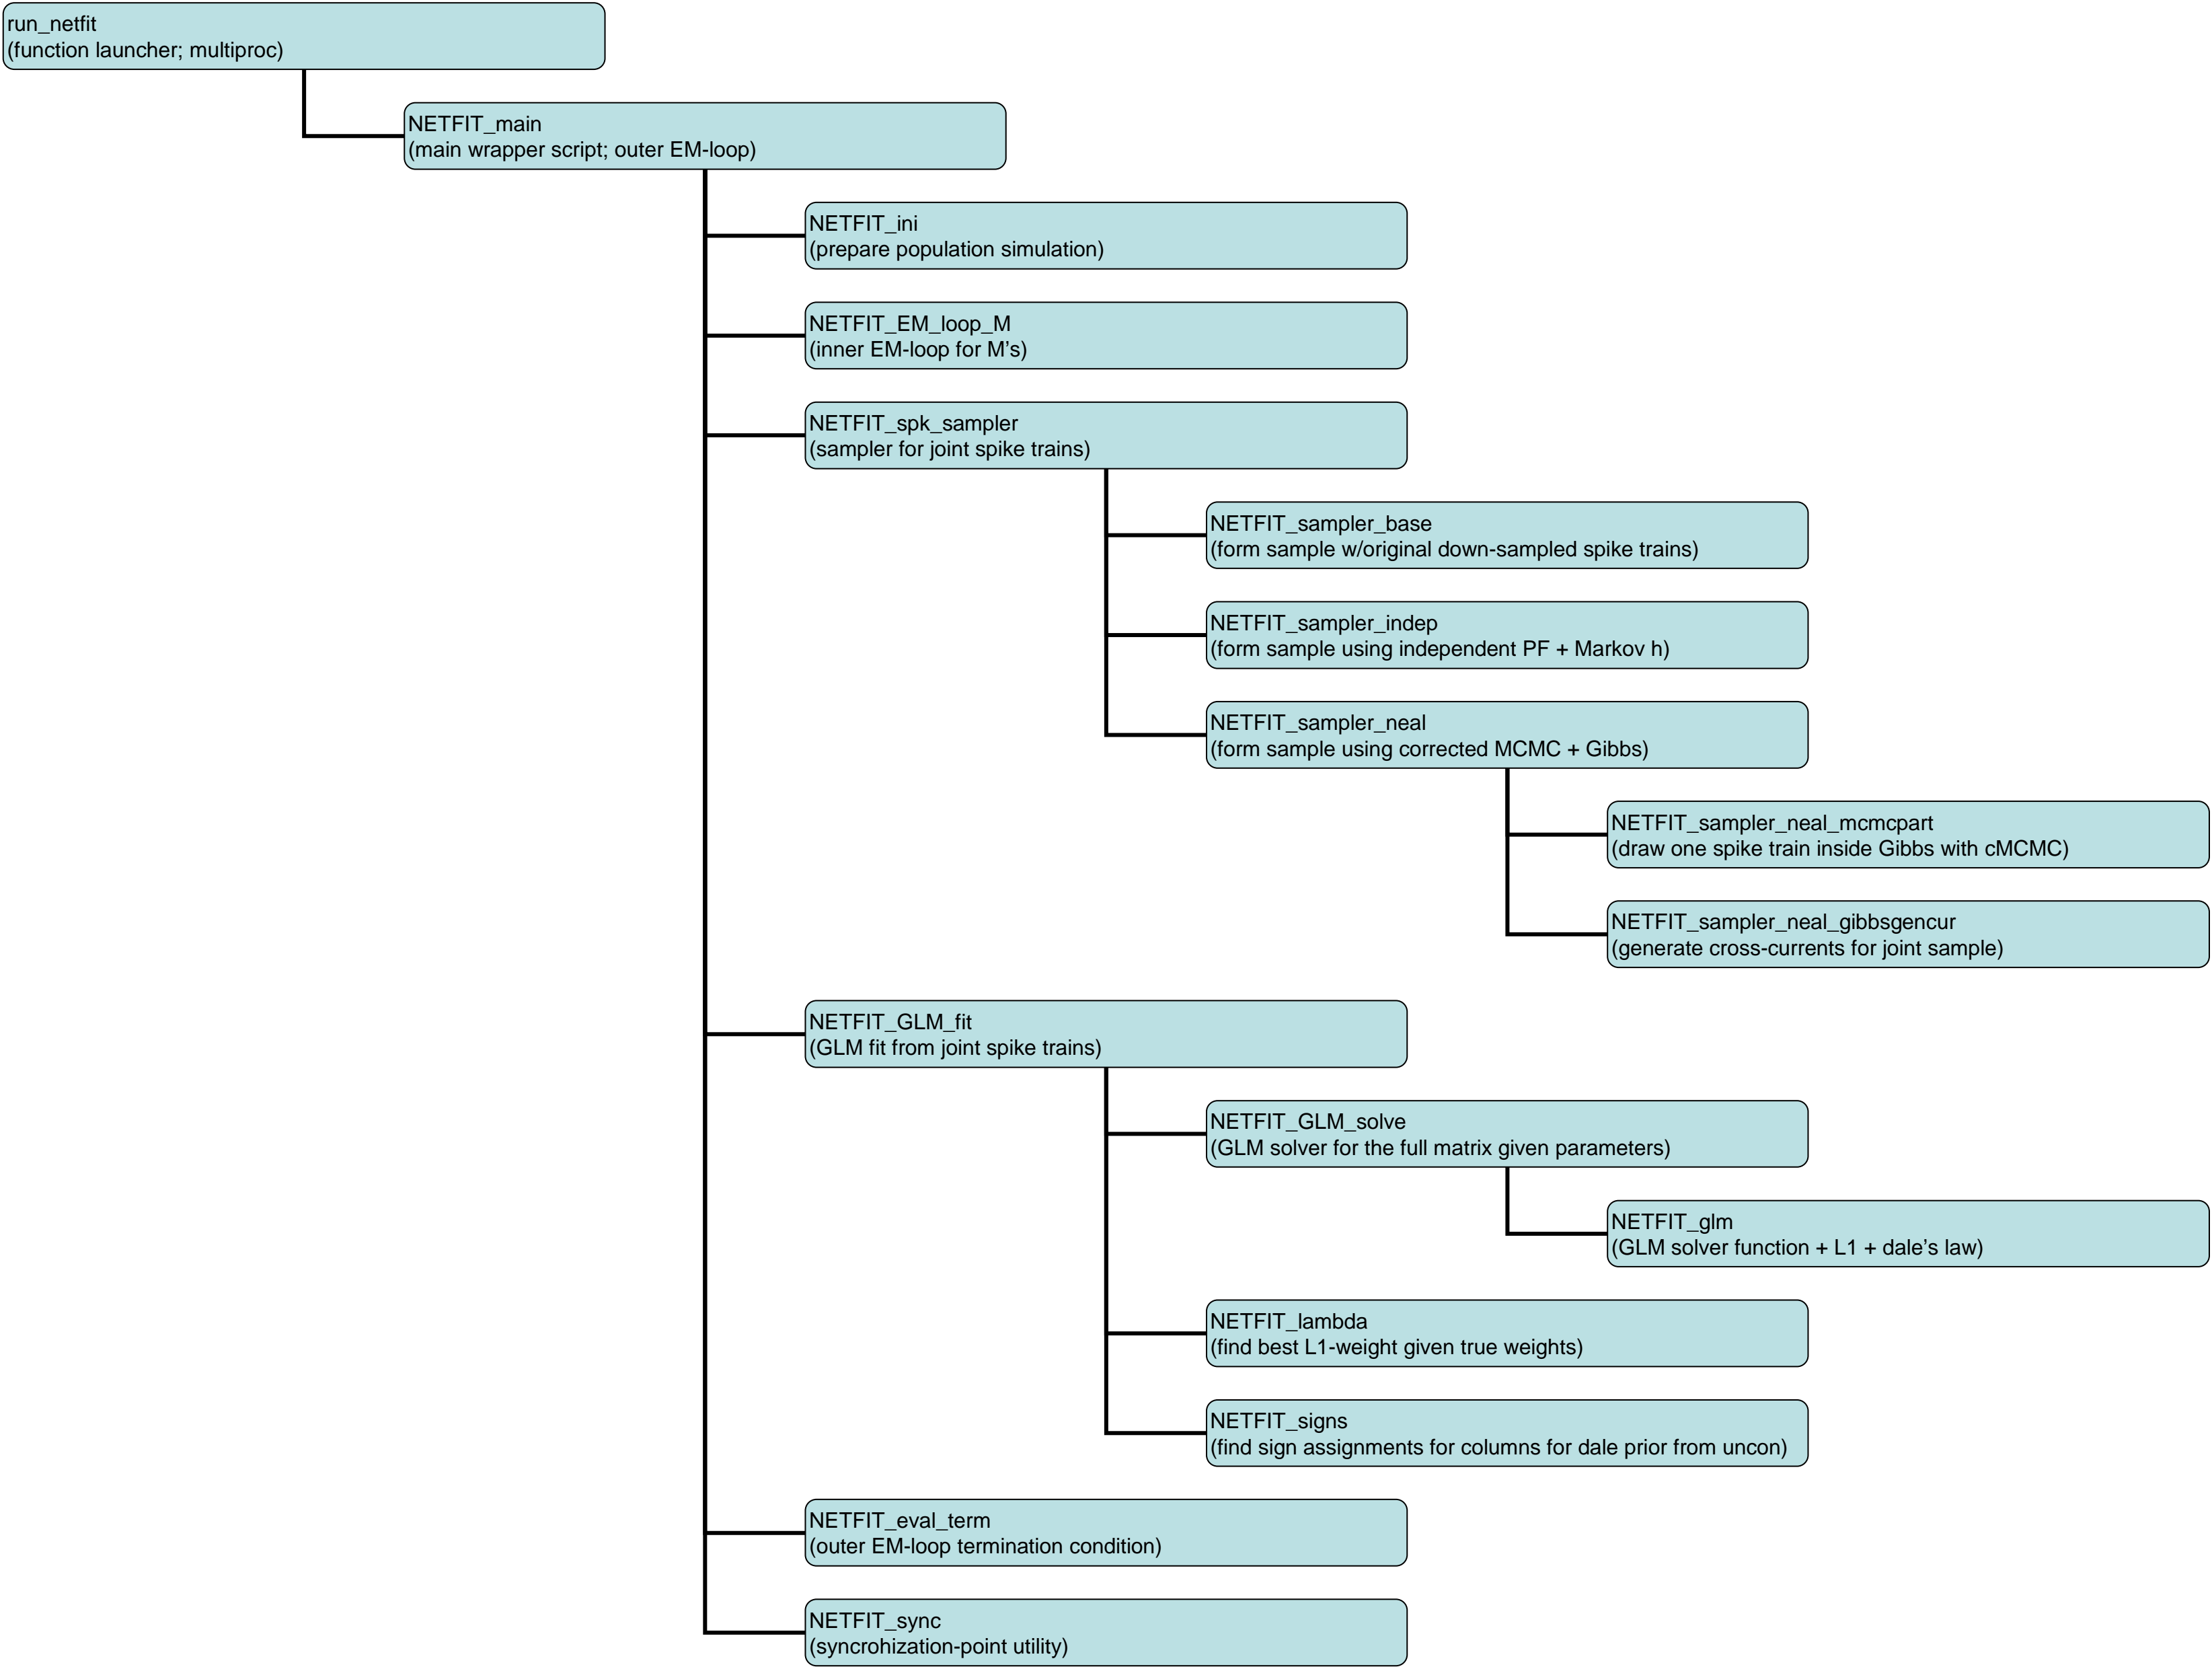 run_netfit
(function launcher; multiproc)
NETFIT_main
(main wrapper script; outer EM-loop)
NETFIT_ini
(prepare population simulation)
NETFIT_EM_loop_M
(inner EM-loop for M's)
NETFIT_spk_sampler
(sampler for joint spike trains)
NETFIT_sampler_base
(form sample w/original down-sampled spike trains)
NETFIT_sampler_indep
(form sample using independent PF + Markov h)
NETFIT_sampler_neal
(form sample using corrected MCMC + Gibbs)
NETFIT_sampler_neal_mcmcpart
(draw one spike train inside Gibbs with cMCMC)
NETFIT_sampler_neal_gibbsgencur
(generate cross-currents for joint sample)
NETFIT_GLM_fit
(GLM fit from joint spike trains)
NETFIT_GLM_solve
(GLM solver for the full matrix given parameters)
NETFIT_glm
(GLM solver function + L1 + dale's law)
NETFIT_lambda
(find best L1-weight given true weights)
NETFIT_signs
(find sign assignments for columns for dale prior from uncon)
NETFIT_eval_term
(outer EM-loop termination condition)
NETFIT_sync
(syncrohization-point utility)